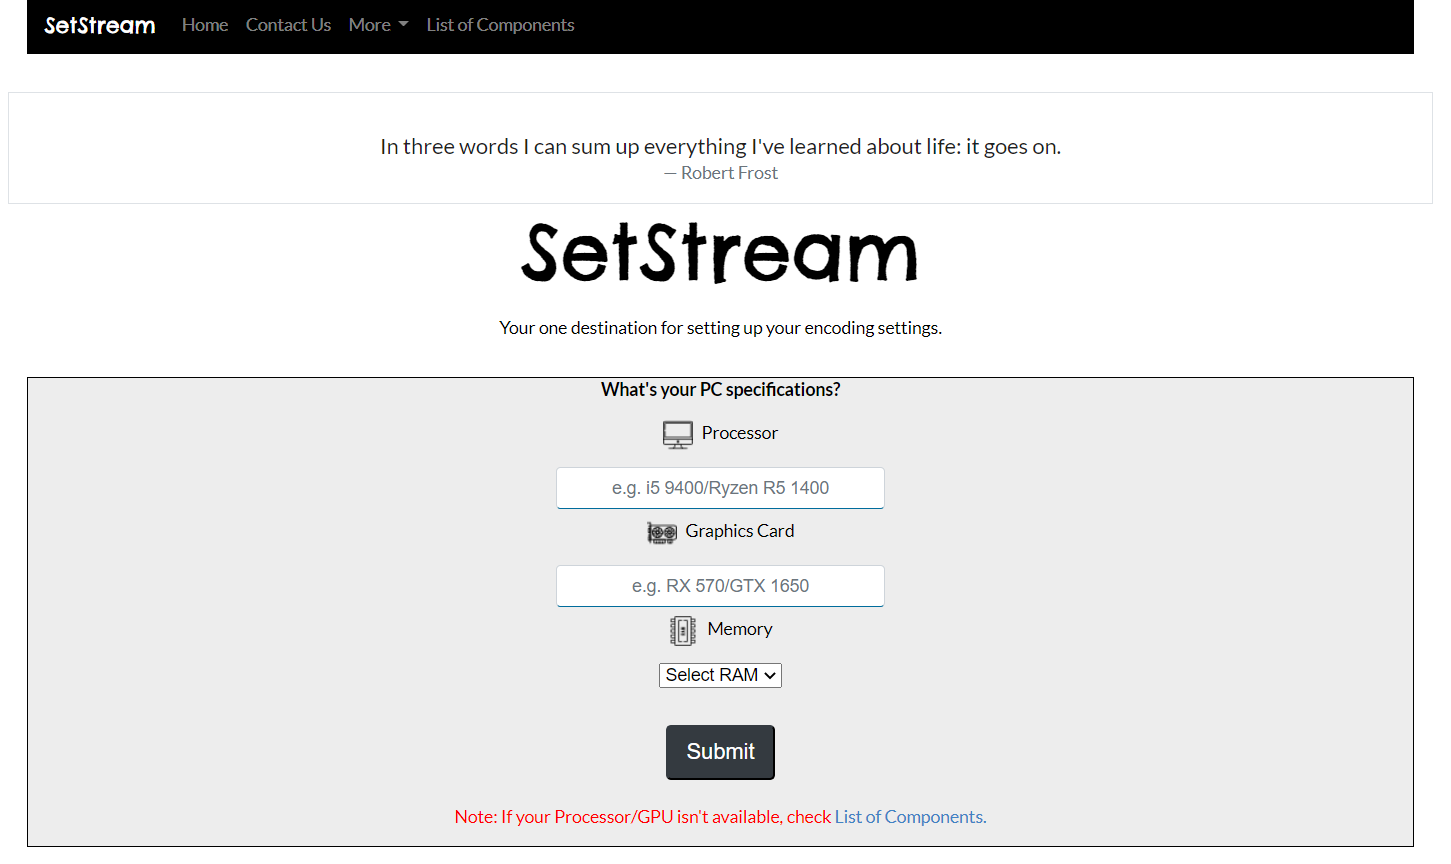 SetStream Home Contact Us More List of Components
In three words I can sum up everything I've learned about life: it goes on.
— Robert Frost
SetStream
Your one destination for setting up your encoding settings.
What's your PC specifications?
Processor
e.g. i5 9400/Ryzen R5 1400
Graphics Card
e.g. RX 570/GTX 1650
Memory
Select RAM
Submit
Note: If your Processor/GPU isn't available, check List of Components.